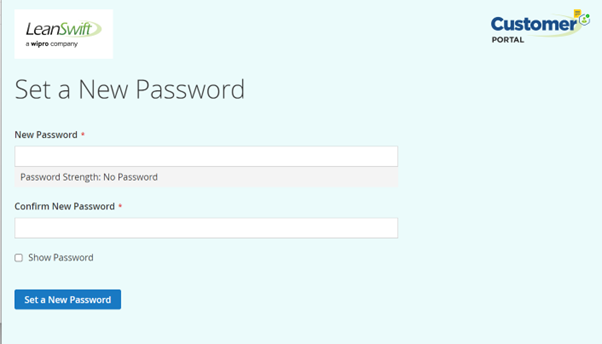 LeanSwift
a wipro company
Customer
PORTAL
Set a New Password
New Password *
Password Strength: No Password
Confirm New Password *
Show Password
Set a New Password